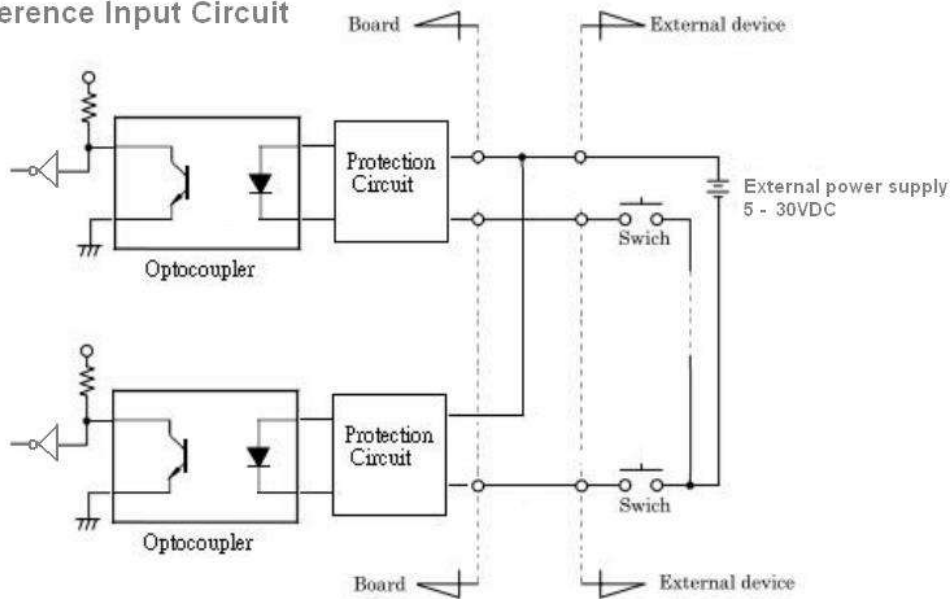 erence Input Circuit
Board
External device
Protection
Circuit
External power supply
5 - 30VDC
Swich
Optocoupler
Protection
Circuit
Swich
Optocoupler
Board
External device